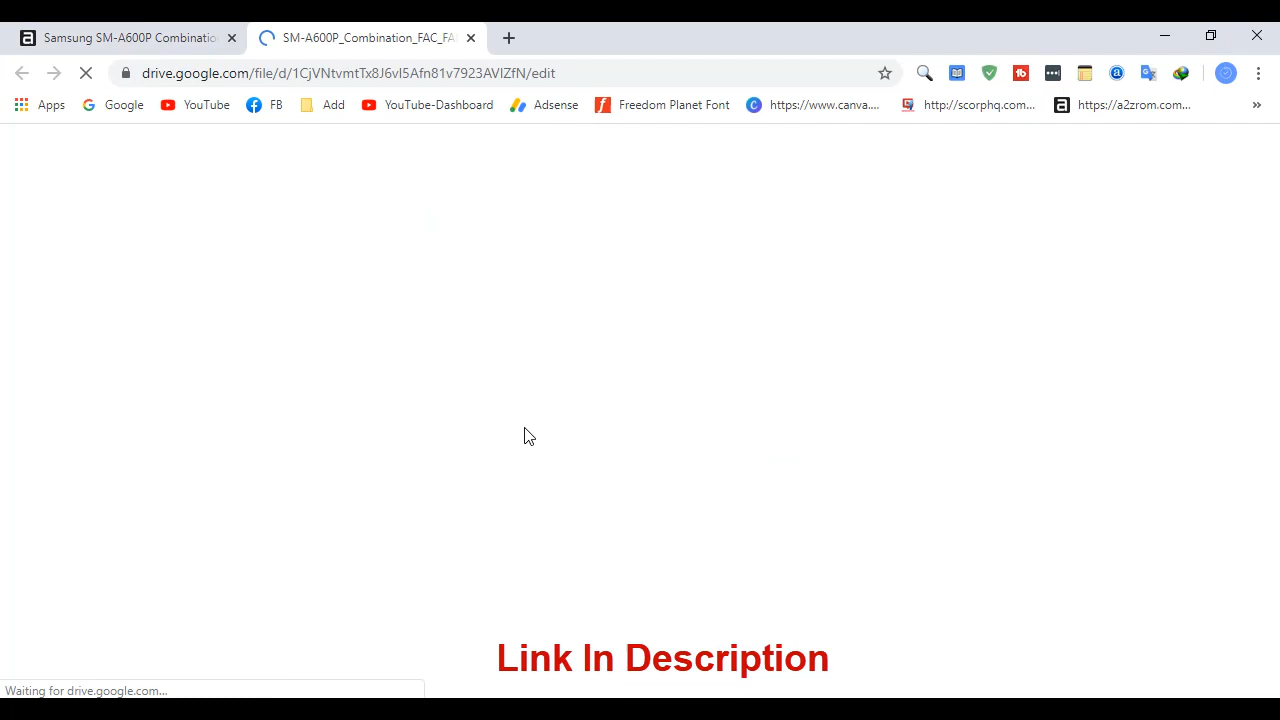 Samsung SM-A600P Combination
SM-A600P_Combination_FAC_FA
drive.google.com/file/d/1CjVNtvmtTx8J6vI5Afn81v7923AVIZfN/edit
Apps Google YouTube FB Add YouTube-Dashboard Adsense Freedom Planet Font https://www.canva.... http://scorphq.com... https://a2zrom.com... »
Link In Description
Waiting for drive.google.com...